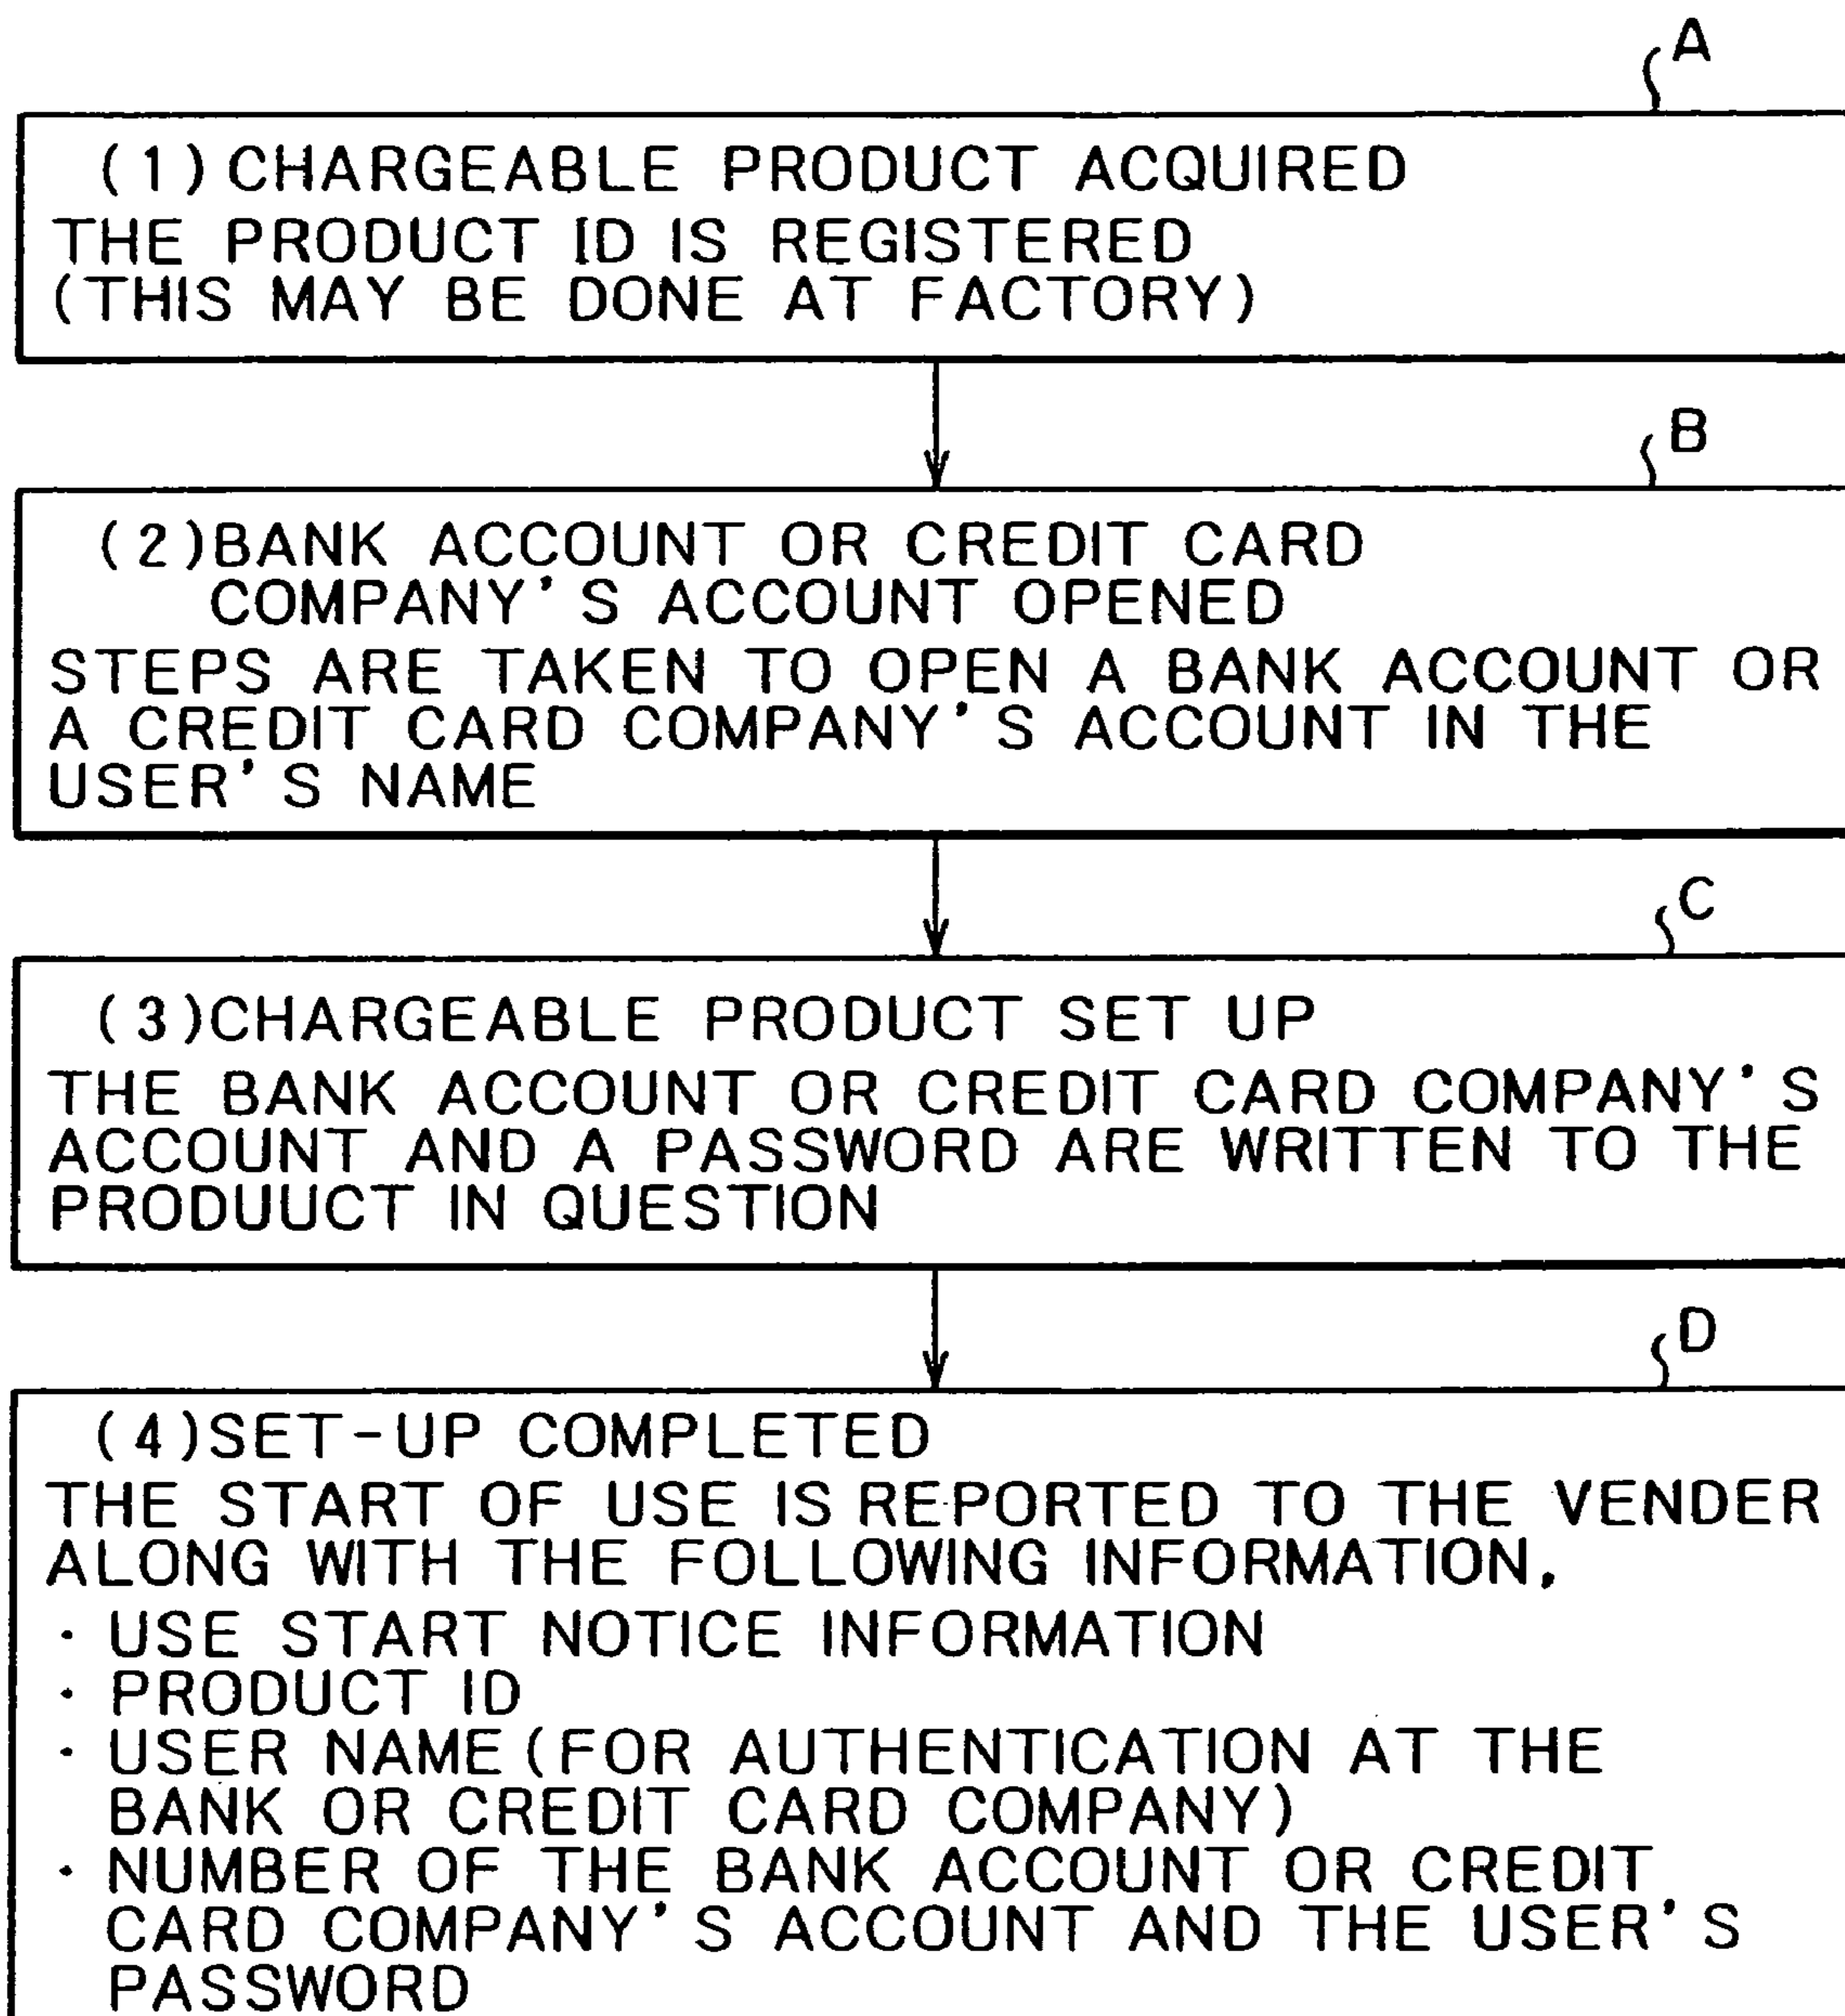 A
(1) CHARGEABLE PRODUCT ACQUIRED
THE PRODUCT ID IS REGISTERED
(THIS MAY BE DONE AT FACTORY)
B
(2) BANK ACCOUNT OR CREDIT CARD
COMPANY'S ACCOUNT OPENED
STEPS ARE TAKEN TO OPEN A BANK ACCOUNT OR
A CREDIT CARD COMPANY'S ACCOUNT IN THE
USER'S NAME
C
(3) CHARGEABLE PRODUCT SET UP
THE BANK ACCOUNT OR CREDIT CARD COMPANY'S
ACCOUNT AND A PASSWORD ARE WRITTEN TO THE
PRODUUCT IN QUESTION
D
(4) SET-UP COMPLETED
THE START OF USE IS REPORTED TO THE VENDER
ALONG WITH THE FOLLOWING INFORMATION.
· USE START NOTICE INFORMATION
· PRODUCT ID
· USER NAME (FOR AUTHENTICATION AT THE
BANK OR CREDIT CARD COMPANY)
· NUMBER OF THE BANK ACCOUNT OR CREDIT
CARD COMPANY'S ACCOUNT AND THE USER'S
PASSWORD